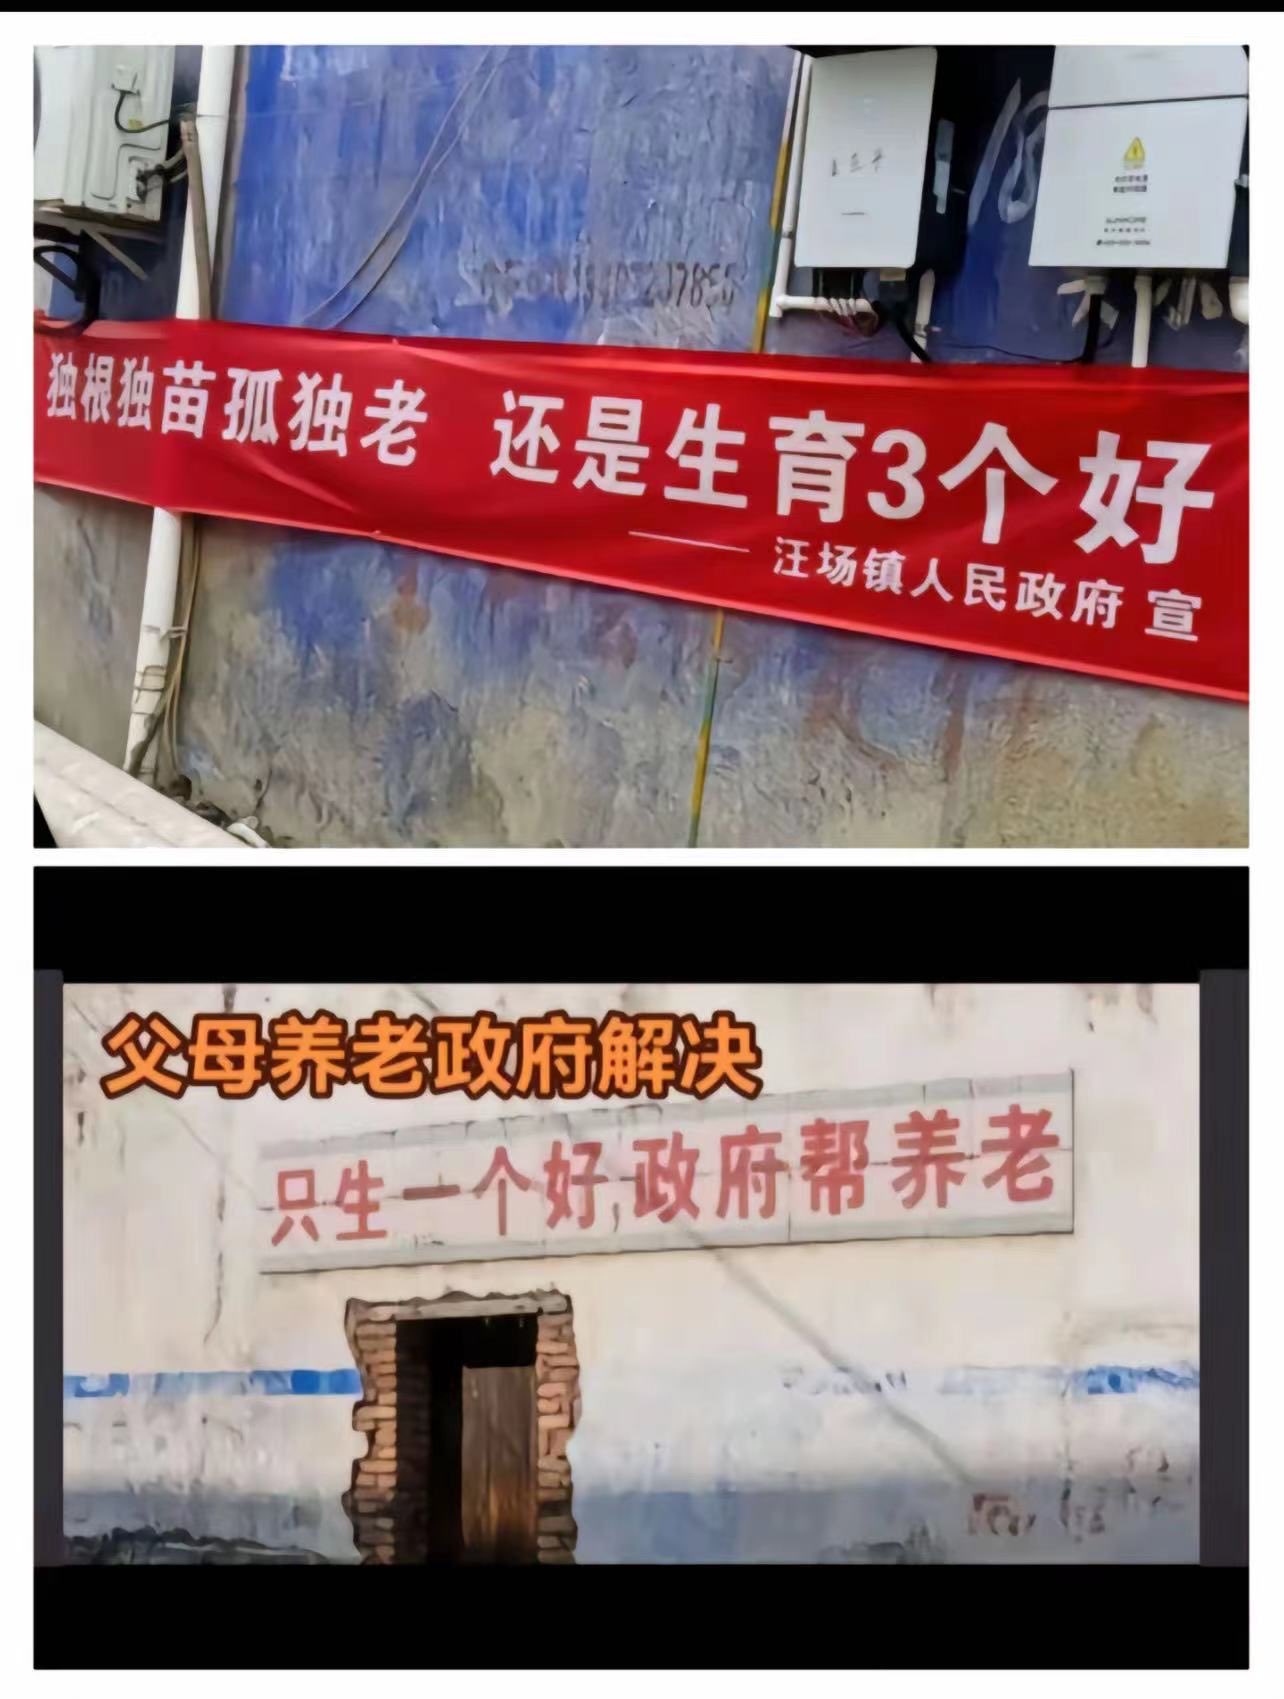 独根独苗孤独老 还是生育3个好
——汪场镇人民政府 宣
父母养老政府解决
只生一个好,政府帮养老